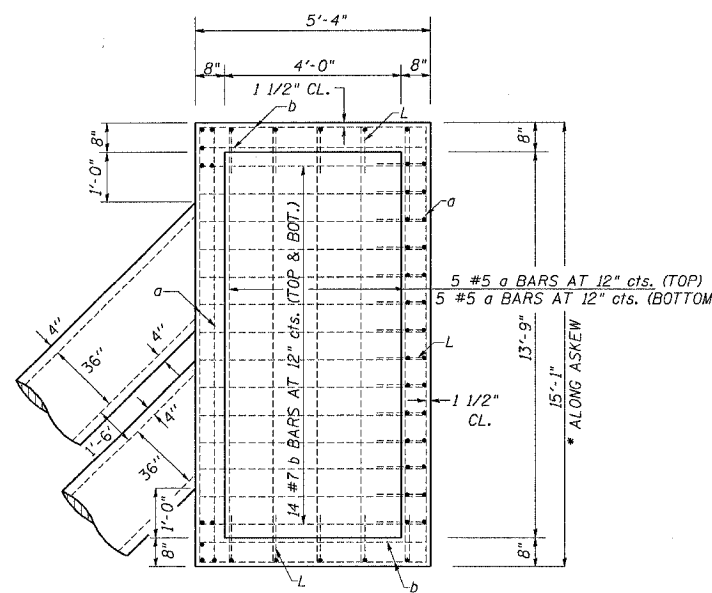 5'-4"
8"
4'-0"
8"
1 1/2" CL.
b
L
8"
1'-0"
8"
a
14 #7 b BARS AT 12" cts. (TOP & BOT.)
a
5 #5 a BARS AT 12" cts. (TOP)
5 #5 a BARS AT 12" cts. (BOTTOM
13'-9"
15'-1"
* ALONG ASKEW
4"
36"
4"
L
1 1/2"
CL.
4"
1'-6'
36"
1'-0"
8"
8"
L
b